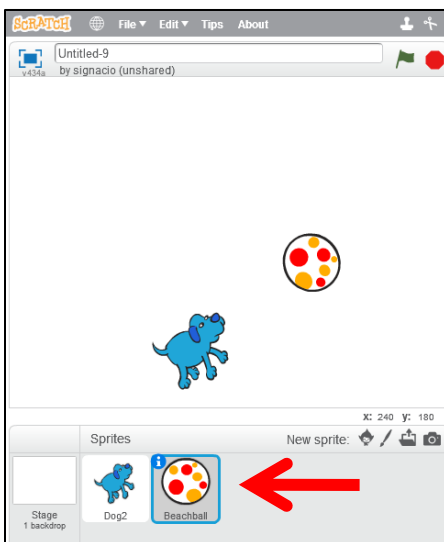 SCRATCH File Edit Tips About
Untitled-9
v434a by signacio (unshared)
X: 240 y: 180
Sprites New sprite:
Stage Dog2 Beachball
1 backdrop